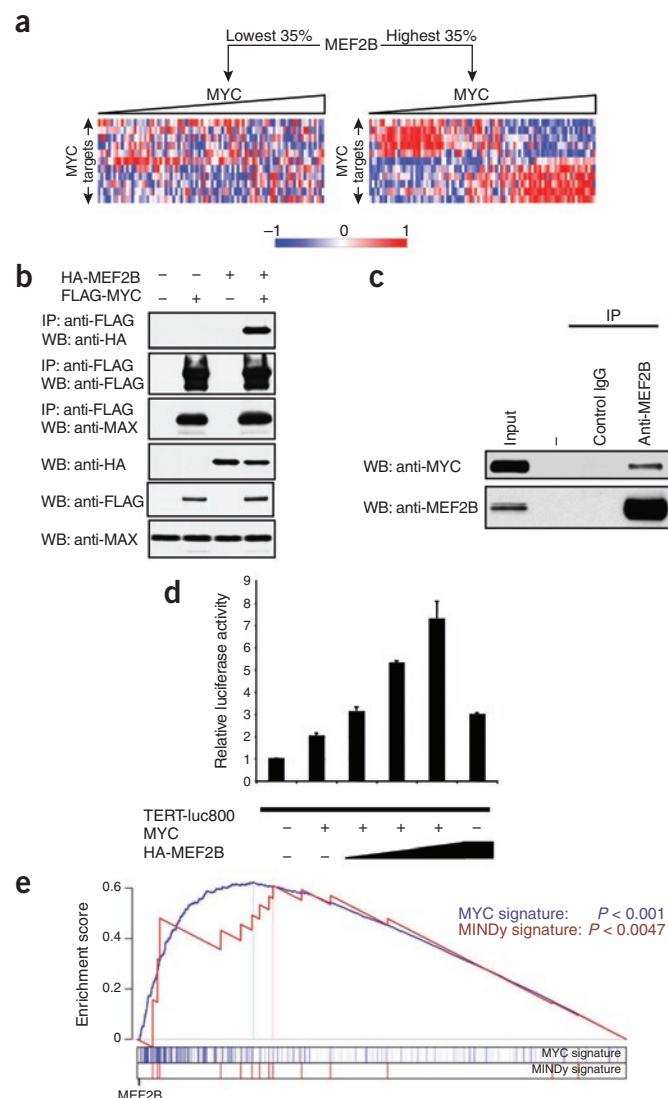 a
Lowest 35% MEF2B Highest 35%
MYC MYC
MYC targets MYC targets
−1 0 1
b
HA-MEF2B – – + +
FLAG-MYC – + – +
IP: anti-FLAG
WB: anti-HA
IP: anti-FLAG
WB: anti-FLAG
IP: anti-FLAG
WB: anti-MAX
WB: anti-HA
WB: anti-FLAG
WB: anti-MAX
c
IP
Input – Control IgG Anti-MEF2B
WB: anti-MYC
WB: anti-MEF2B
d
Relative luciferase activity
9
8
7
6
5
4
3
2
1
0
TERT-luc800
MYC – + + + + –
HA-MEF2B – –
e
Enrichment score
0.6
0.4
0.2
0
MYC signature: P < 0.001
MINDy signature: P < 0.0047
MYC signature
MINDy signature
MEF2B